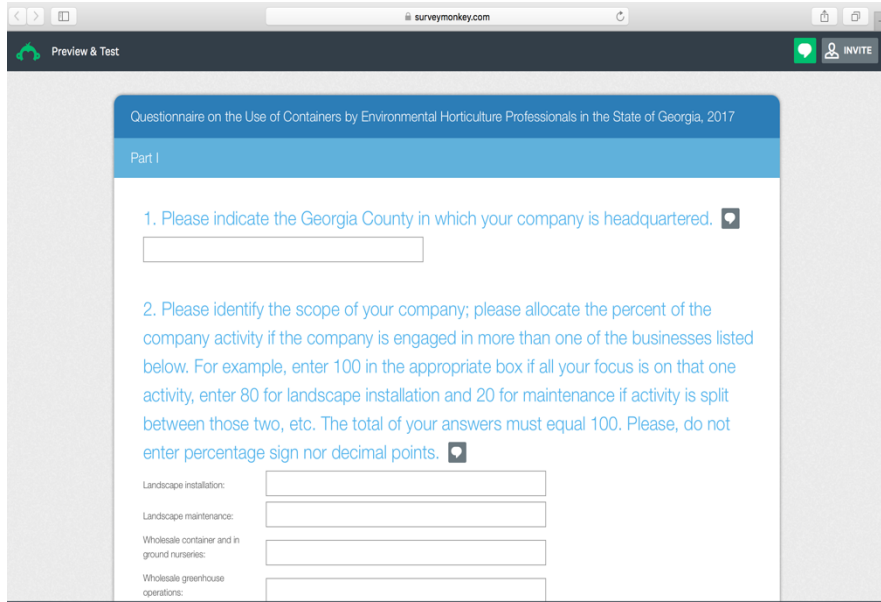 surveymonkey.com
Preview & Test
INVITE
Questionnaire on the Use of Containers by Environmental Horticulture Professionals in the State of Georgia, 2017
Part I
1. Please indicate the Georgia County in which your company is headquartered.
2. Please identify the scope of your company; please allocate the percent of the
company activity if the company is engaged in more than one of the businesses listed
below. For example, enter 100 in the appropriate box if all your focus is on that one
activity, enter 80 for landscape installation and 20 for maintenance if activity is split
between those two, etc. The total of your answers must equal 100. Please, do not
enter percentage sign nor decimal points.
Landscape installation:
Landscape maintenance:
Wholesale container and in
ground nurseries:
Wholesale greenhouse
operations: